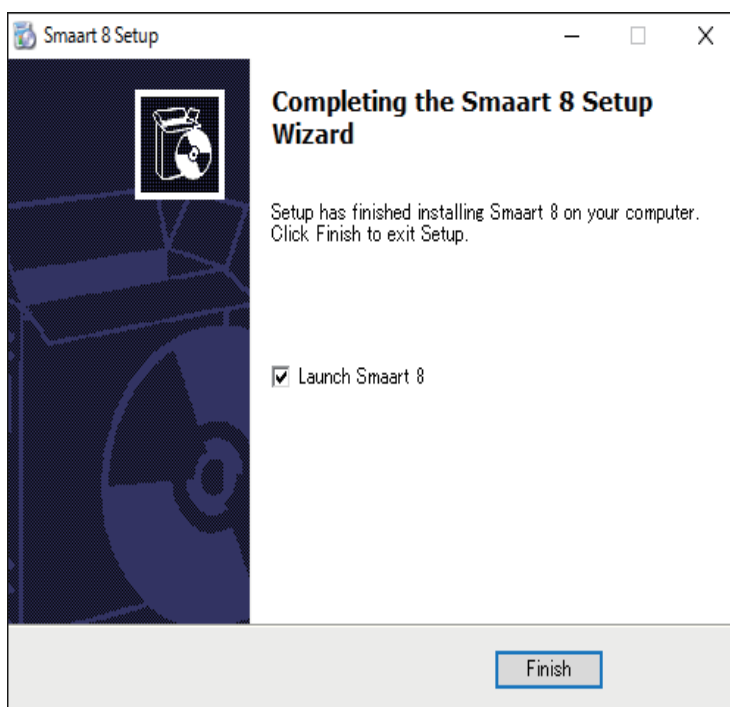 Smaart 8 Setup
Completing the Smaart 8 Setup
Wizard
Setup has finished installing Smaart 8 on your computer.
Click Finish to exit Setup.
Launch Smaart 8
Finish